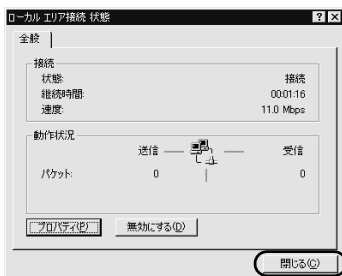 ローカル エリア接続 状態
全般
接続
状態: 接続
継続時間: 00:01:16
速度: 11.0 Mbps
動作状況
送信 受信
パケット: 0 0
プロパティ(P) 無効にする(D)
閉じる(C)